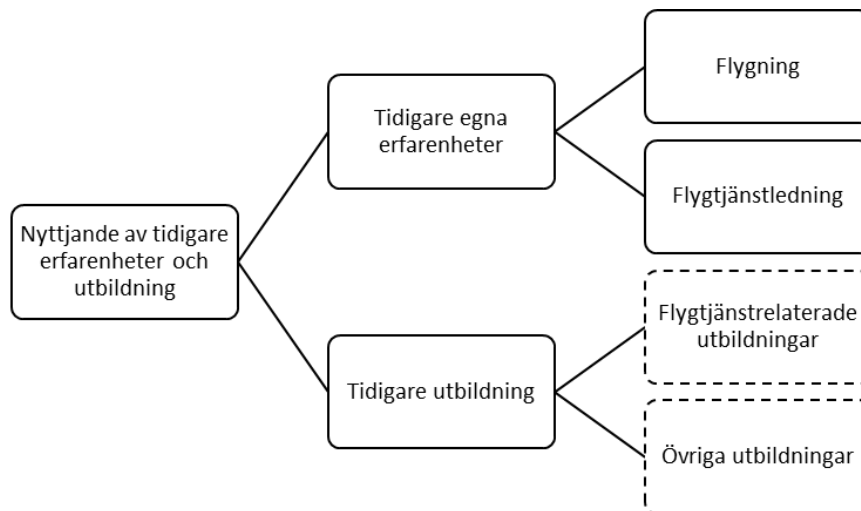 Nyttjande av tidigare
erfarenheter och
utbildning
Tidigare egna
erfarenheter
Flygning
Flygtjänstledning
Tidigare utbildning
Flygtjänstrelaterade
utbildningar
Övriga utbildningar